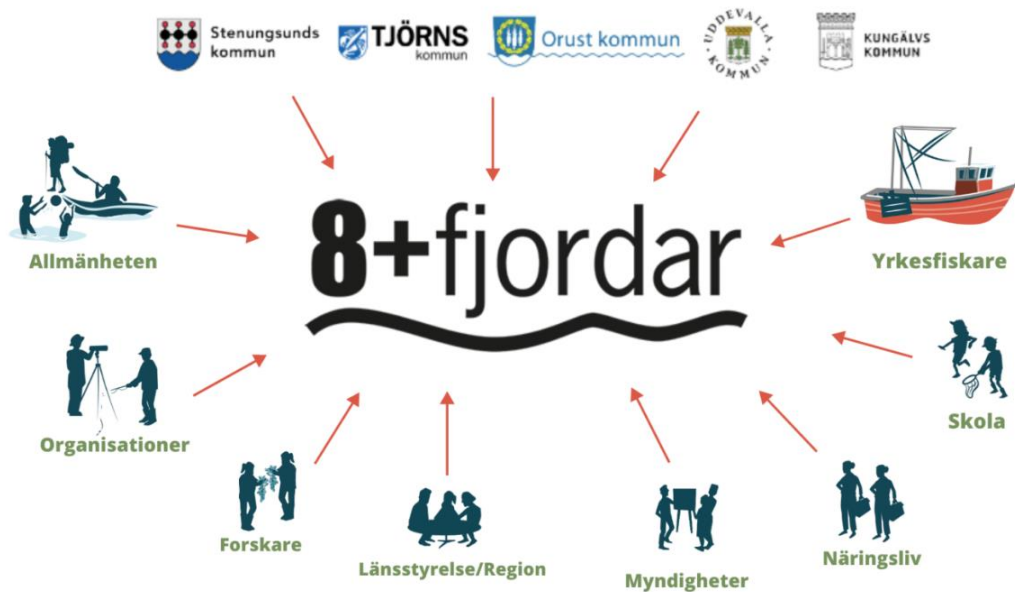 Stenungsunds
kommun
TJÖRNS
kommun
Orust kommun
UDDEVALLA
KOMMUN
KUNGÄLVS
KOMMUN
Allmänheten
8+fjordar
Yrkesfiskare
Organisationer
Skola
Forskare
Länsstyrelse/Region
Myndigheter
Näringsliv